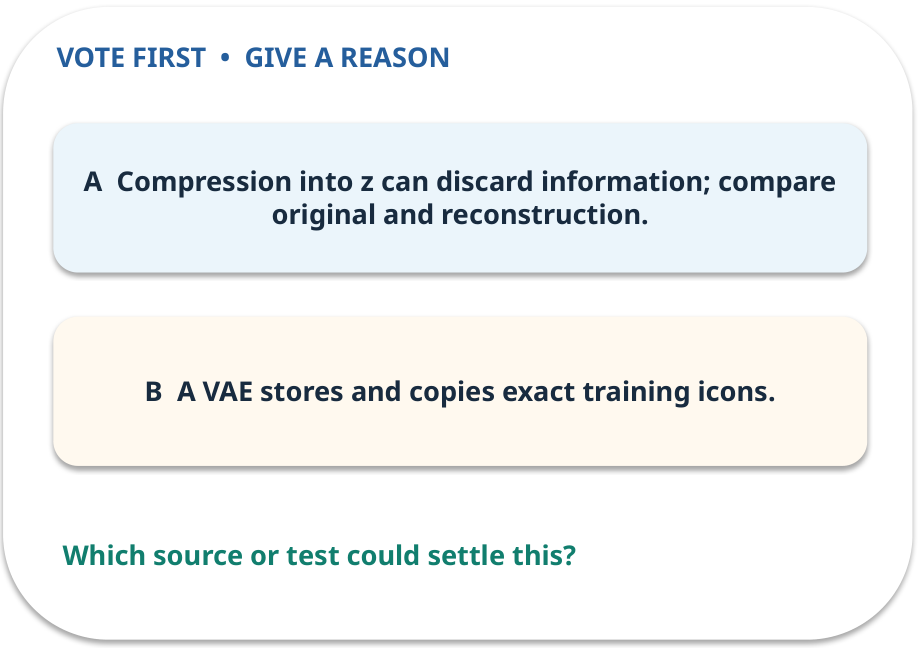 VOTE FIRST • GIVE A REASON
A Compression into z can discard information; compare
original and reconstruction.
B A VAE stores and copies exact training icons.
Which source or test could settle this?